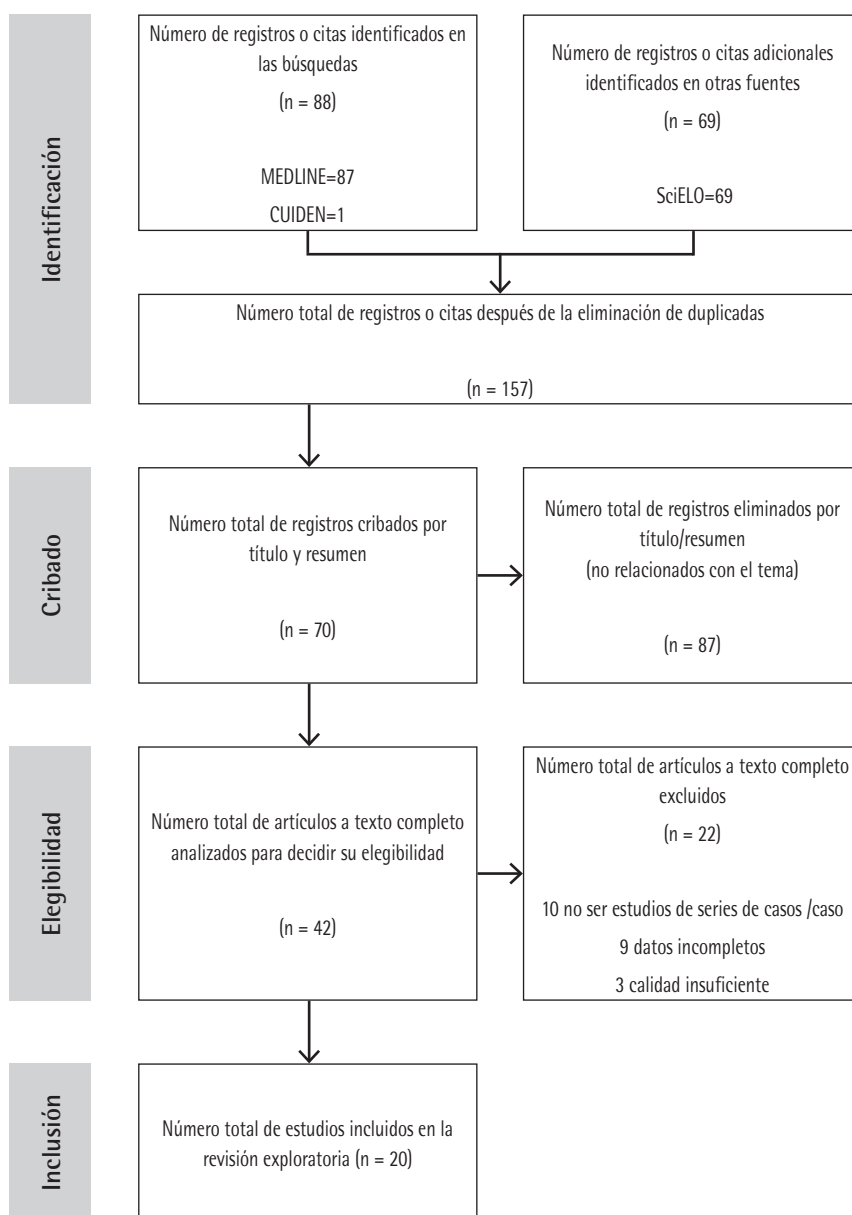 Identificación
Número de registros o citas identificados en
las búsquedas
(n = 88)
MEDLINE=87
CUIDEN=1
Número de registros o citas adicionales
identificados en otras fuentes
(n = 69)
SciELO=69
Número total de registros o citas después de la eliminación de duplicadas
(n = 157)
Cribado
Número total de registros cribados por
título y resumen
(n = 70)
Número total de registros eliminados por
título/resumen
(no relacionados con el tema)
(n = 87)
Elegibilidad
Número total de artículos a texto completo
analizados para decidir su elegibilidad
(n = 42)
Número total de artículos a texto completo
excluidos
(n = 22)
10 no ser estudios de series de casos /caso
9 datos incompletos
3 calidad insuficiente
Inclusión
Número total de estudios incluidos en la
revisión exploratoria (n = 20)